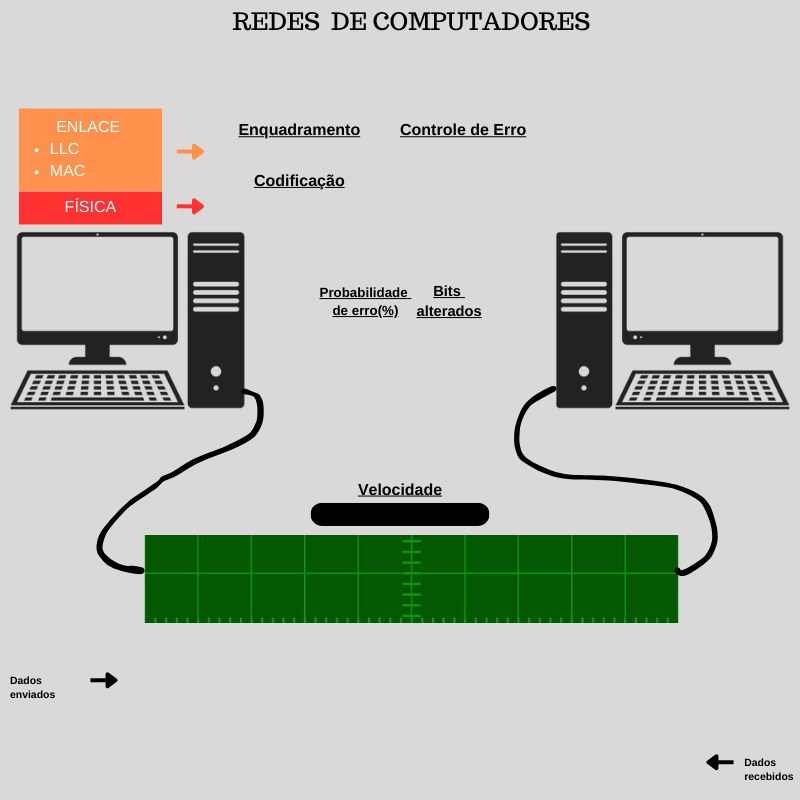 REDES DE COMPUTADORES
ENLACE
LLC
MAC
FÍSICA
Enquadramento
Controle de Erro
Codificação
Probabilidade
de erro(%)
Bits
alterados
Velocidade
Dados
enviados
Dados
recebidos